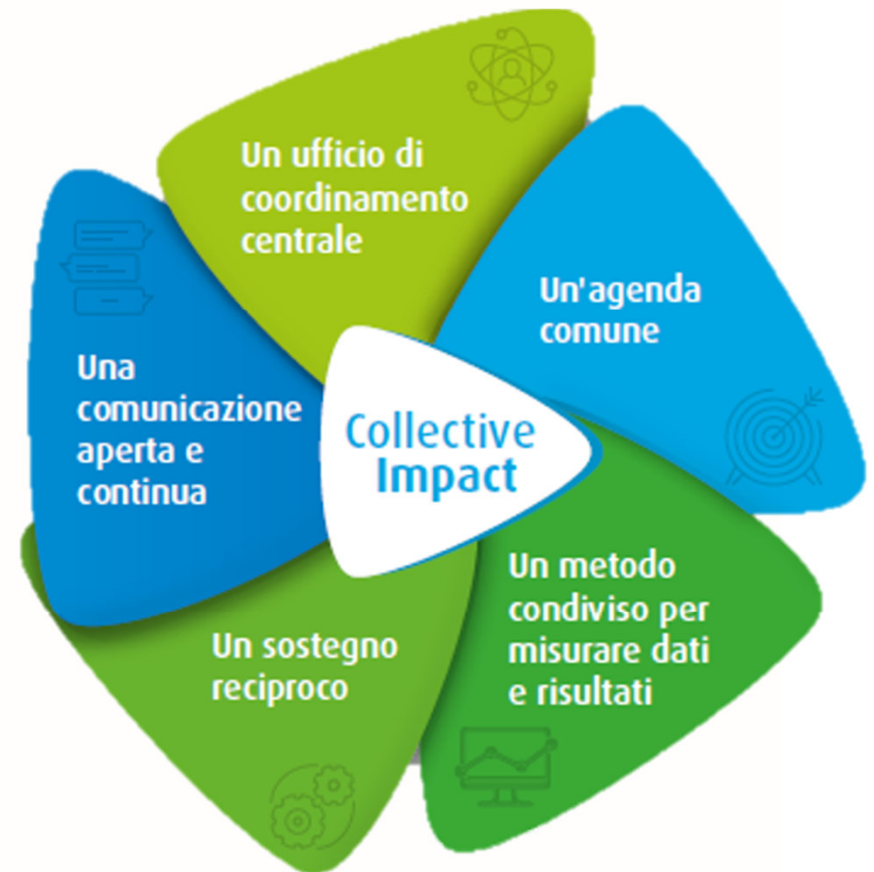 Un ufficio di
coordinamento
centrale
Un'agenda
comune
Una
comunicazione
aperta e
continua
Collective
Impact
Un metodo
condiviso per
misurare dati
e risultati
Un sostegno
reciproco